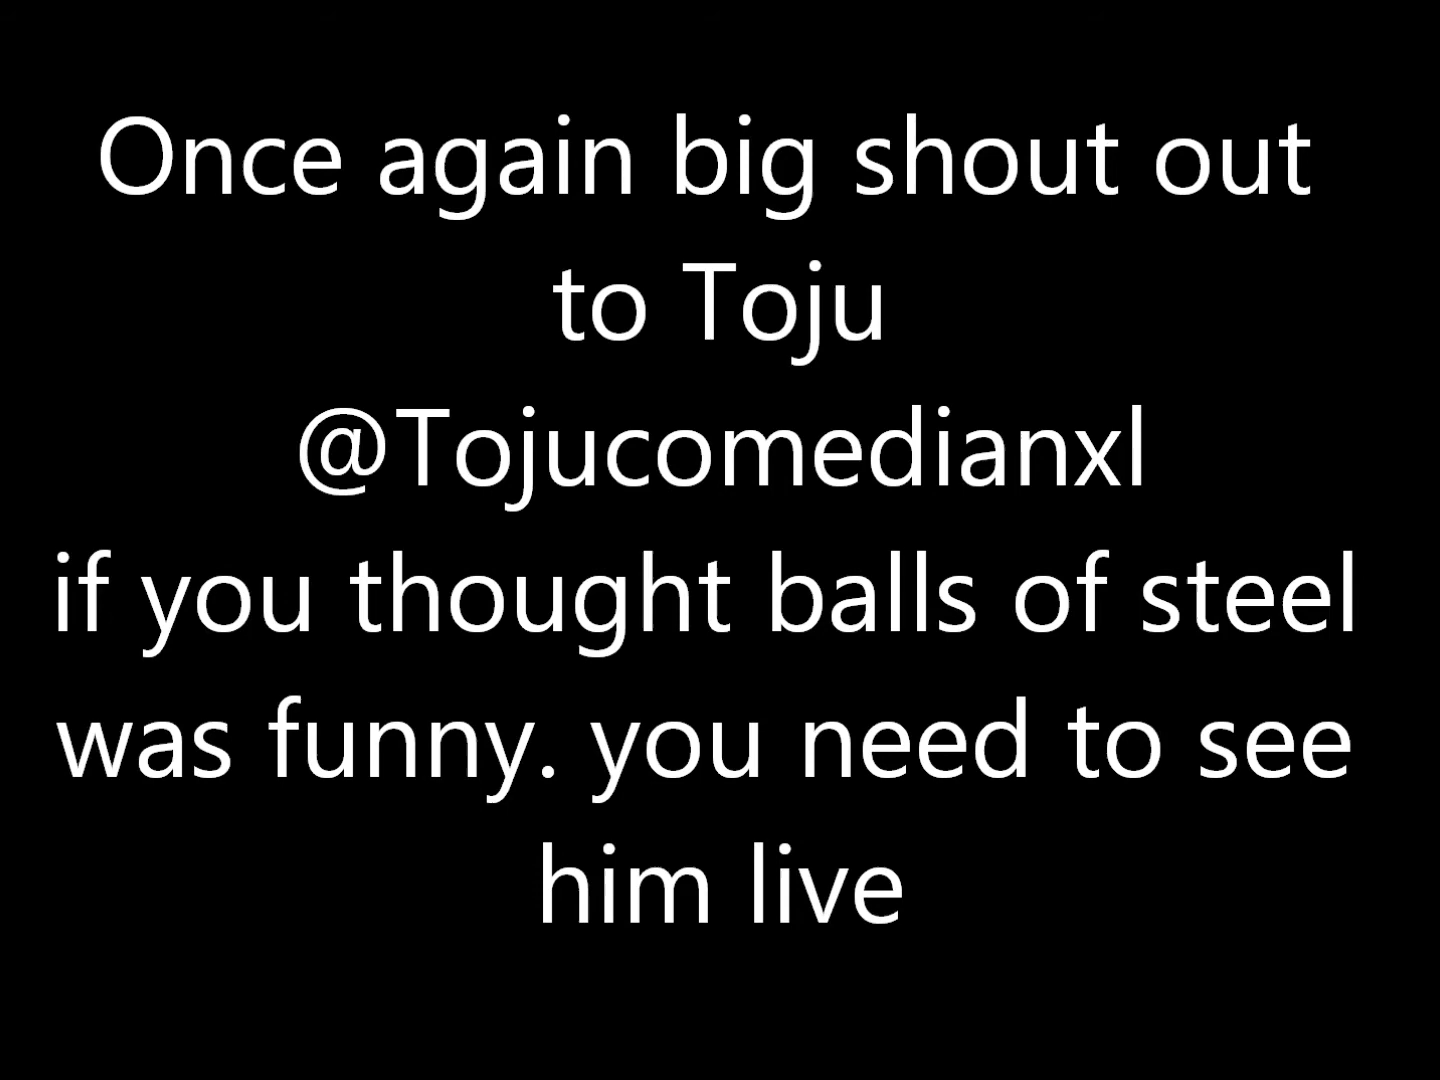 Once again big shout out
to Toju
@Tojucomedianxl
if you thought balls of steel
was funny. you need to see
him live